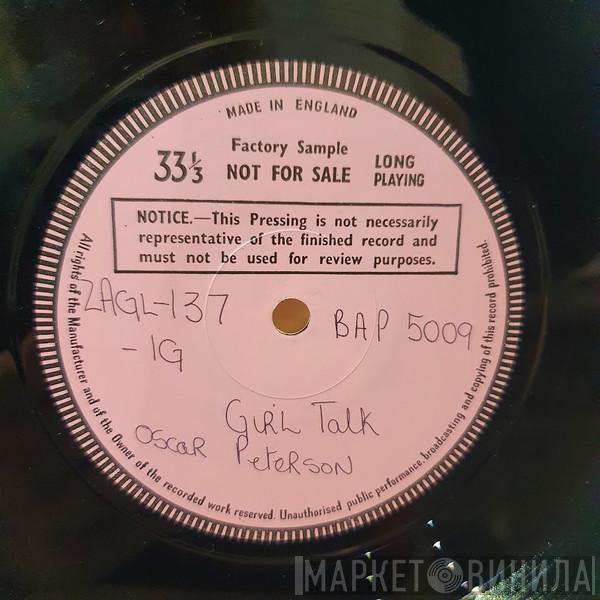 MADE IN ENGLAND
Factory Sample
33⅓ NOT FOR SALE LONG PLAYING
NOTICE.—This Pressing is not necessarily
representative of the finished record and
must not be used for review purposes.
ZAGL-137
-1G
BAP 5009
GIRL TALK
OSCAR PETERSON
All rights of the Manufacturer and of the Owner of the recorded work reserved. Unauthorised public performance, broadcasting and copying of this record prohibited.
МАРКЕТ ВИНИЛА